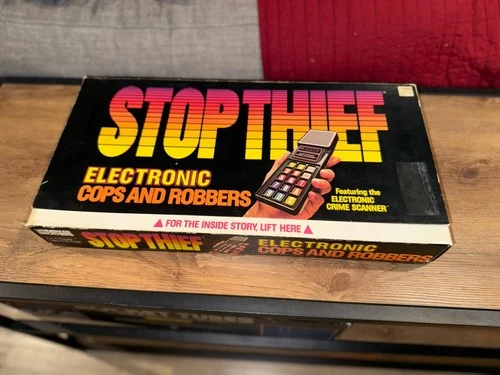 STOP THIEF
ELECTRONIC
COPS AND ROBBERS
Featuring the
ELECTRONIC
CRIME SCANNER™
▲ FOR THE INSIDE STORY, LIFT HERE ▲
STOP THIEF
ELECTRONIC
COPS AND ROBBERS